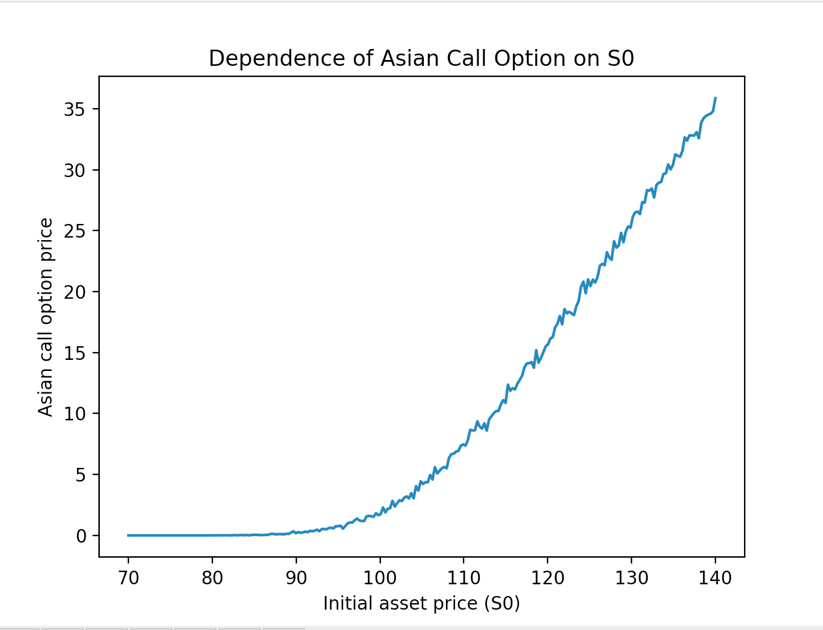 Dependence of Asian Call Option on S0
35
30
25
20
15
10
5
0
Asian call option price
70 80 90 100 110 120 130 140
Initial asset price (S0)